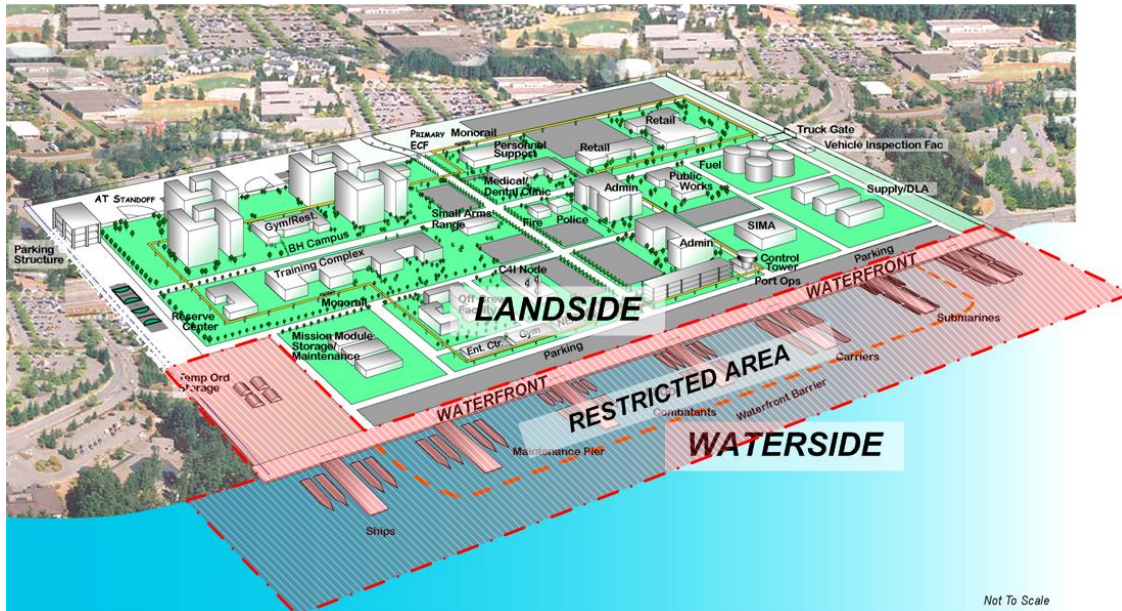 PRIMARY
ECF
Monorail
Personnel
Support
Retail
Retail
Truck Gate
Vehicle Inspection Fac
Fuel
Medical/
Dental Clinic
Admin
Public
Works
Supply/DLA
AT STANDOFF
Gym/Rest.
BH Campus
Small Arms
Range
Fire
Police
Admin
SIMA
Parking
Structure
Training Complex
C4I Node
Control
Tower
Port Ops
Parking
WATERFRONT
Submarines
Reserve
Center
Monorail
LANDSIDE
Mission Module
Storage/
Maintenance
Ent. Ctr.
Gym
Parking
Temp Ord
Storage
WATERFRONT
RESTRICTED AREA
Carriers
Combatants
Waterfront Barrier
Maintenance Pier
WATERSIDE
Ships
Not To Scale